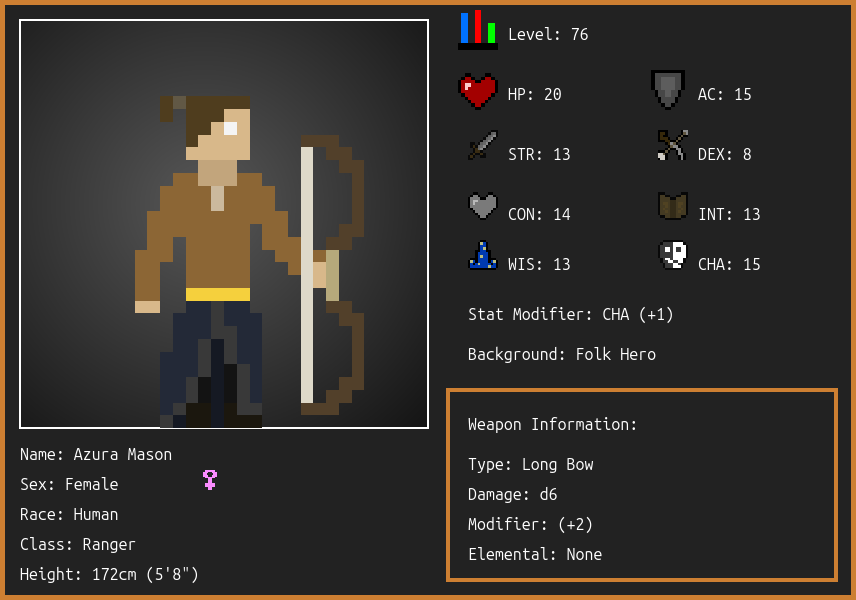 Level: 76
HP: 20
AC: 15
STR: 13
DEX: 8
CON: 14
INT: 13
WIS: 13
CHA: 15
Stat Modifier: CHA (+1)
Background: Folk Hero
Weapon Information:
Type: Long Bow
Damage: d6
Modifier: (+2)
Elemental: None
Name: Azura Mason
Sex: Female
Race: Human
Class: Ranger
Height: 172cm (5'8")